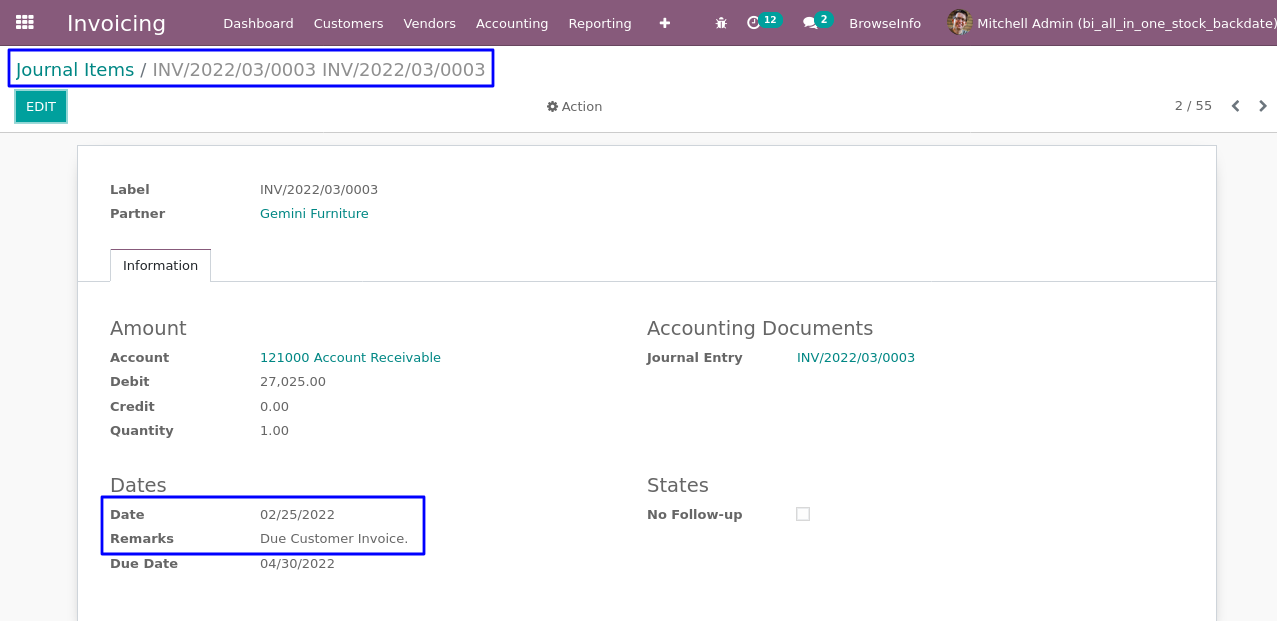 Invoicing Dashboard Customers Vendors Accounting Reporting + 12 2 BrowseInfo Mitchell Admin (bi_all_in_one_stock_backdate)
Journal Items / INV/2022/03/0003 INV/2022/03/0003
EDIT Action 2 / 55
Label INV/2022/03/0003
Partner Gemini Furniture
Information
Amount Accounting Documents
Account 121000 Account Receivable Journal Entry INV/2022/03/0003
Debit 27,025.00
Credit 0.00
Quantity 1.00
Dates States
Date 02/25/2022 No Follow-up
Remarks Due Customer Invoice.
Due Date 04/30/2022